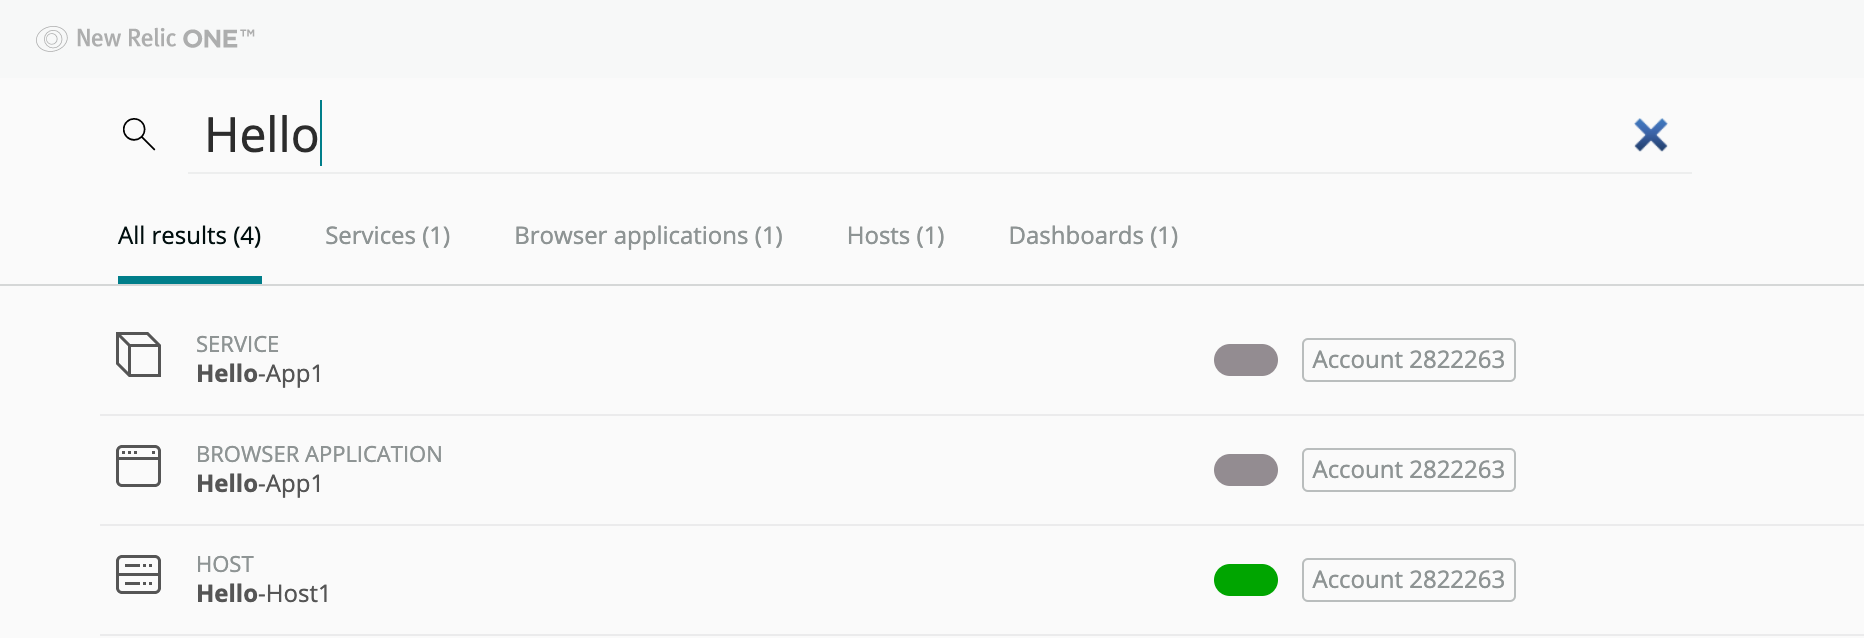 New Relic ONE™
Hello
All results (4) Services (1) Browser applications (1) Hosts (1) Dashboards (1)
SERVICE
Hello-App1 Account 2822263
BROWSER APPLICATION
Hello-App1 Account 2822263
HOST
Hello-Host1 Account 2822263